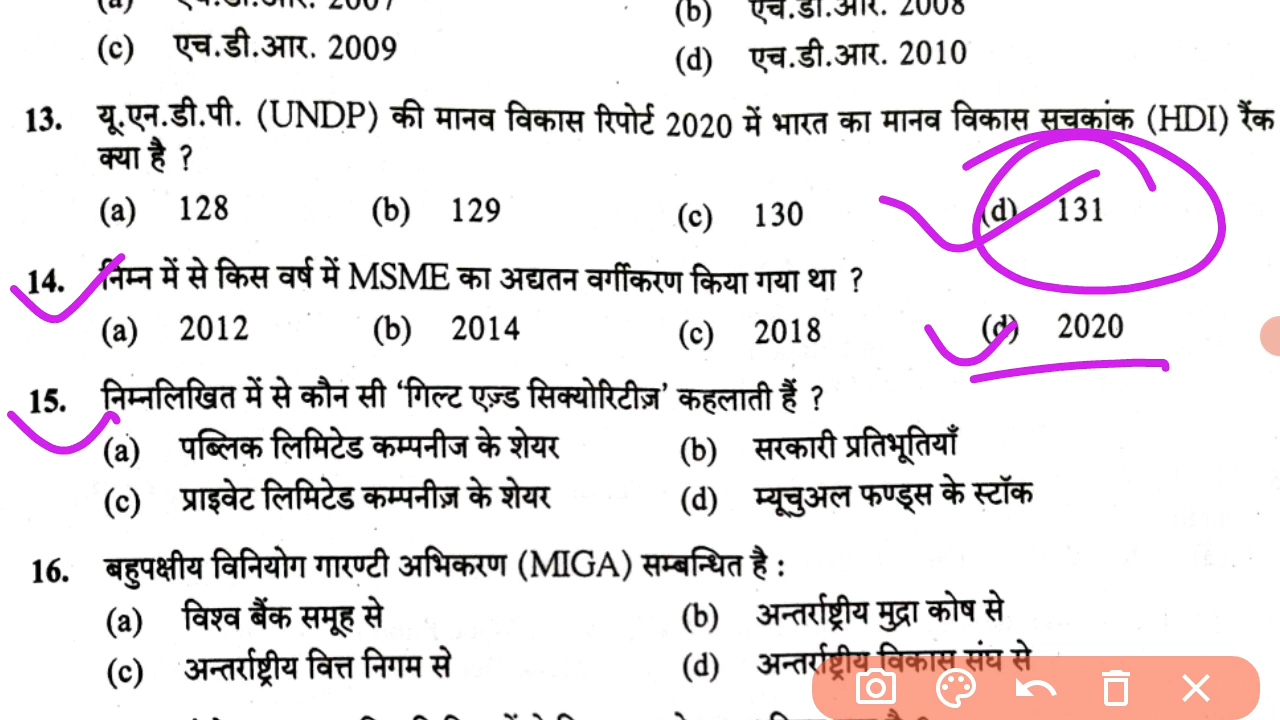 (a) एच.डी.आर. 2007 (b) एच.डी.आर. 2008
(c) एच.डी.आर. 2009 (d) एच.डी.आर. 2010
13. यू.एन.डी.पी. (UNDP) की मानव विकास रिपोर्ट 2020 में भारत का मानव विकास सूचकांक (HDI) रैंक
क्या है ?
(a) 128 (b) 129 (c) 130 (d) 131
14. निम्न में से किस वर्ष में MSME का अद्यतन वर्गीकरण किया गया था ?
(a) 2012 (b) 2014 (c) 2018 (d) 2020
15. निम्नलिखित में से कौन सी ‘गिल्ट एज़्ड सिक्योरिटीज़’ कहलाती हैं ?
(a) पब्लिक लिमिटेड कम्पनीज के शेयर (b) सरकारी प्रतिभूतियाँ
(c) प्राइवेट लिमिटेड कम्पनीज़ के शेयर (d) म्यूचुअल फण्ड्स के स्टॉक
16. बहुपक्षीय विनियोग गारण्टी अभिकरण (MIGA) सम्बन्धित है :
(a) विश्व बैंक समूह से (b) अन्तर्राष्ट्रीय मुद्रा कोष से
(c) अन्तर्राष्ट्रीय वित्त निगम से (d) अन्तर्राष्ट्रीय विकास संघ से